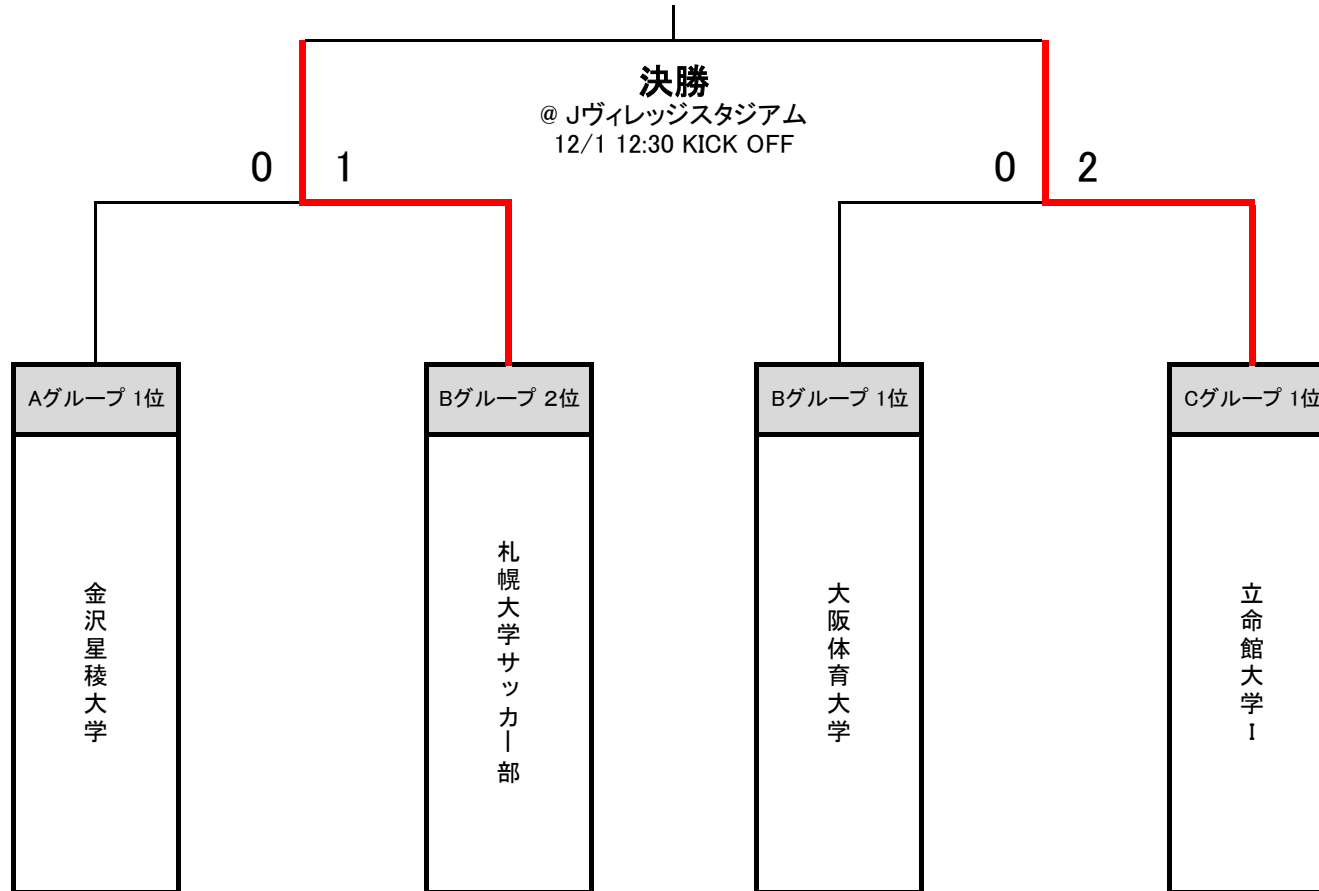 決勝
@ Jヴィレッジスタジアム
12/1 12:30 KICK OFF
0 1
0 2
Aグループ 1位
Bグループ 2位
Bグループ 1位
Cグループ 1位
金沢星稜大学
札幌大学サッカー部
大阪体育大学
立命館大学Ⅰ